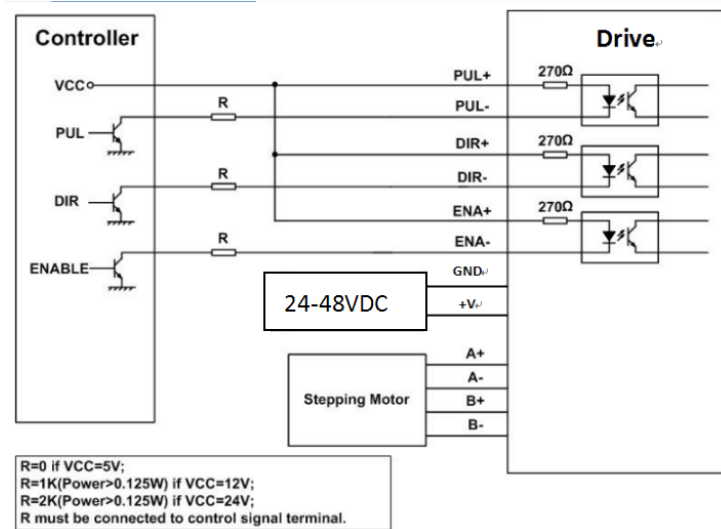 Controller
Drive
VCC
PUL+
270Ω
R
PUL-
PUL
DIR+
270Ω
R
DIR-
DIR
ENA+
270Ω
R
ENA-
ENABLE
GND
24-48VDC
+V
A+
A-
Stepping Motor
B+
B-
R=0 if VCC=5V;
R=1K(Power>0.125W) if VCC=12V;
R=2K(Power>0.125W) if VCC=24V;
R must be connected to control signal terminal.